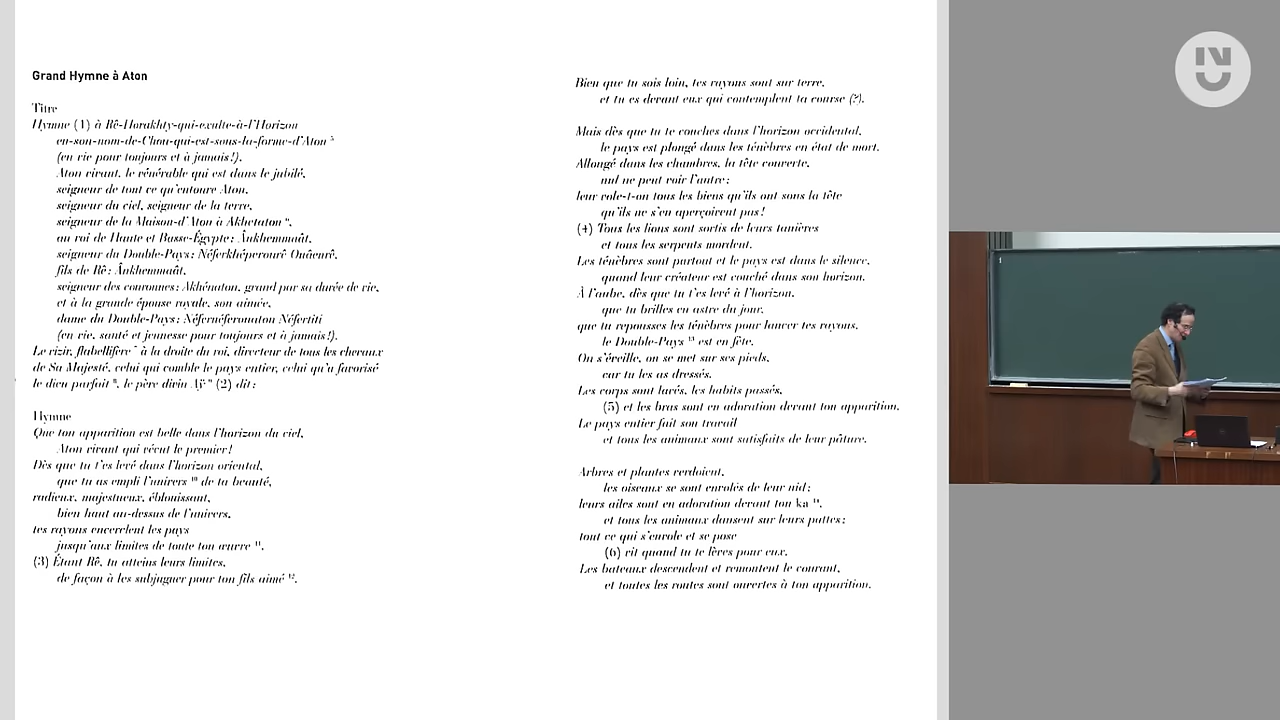 Grand Hymne à Aton
Titre
Hymne (1) à Rê-Horakhty-qui-exulte-à-l'Horizon
en-son-nom-de-Chou-qui-est-sous-la-forme-d'Aton ⁵
(en vie pour toujours et à jamais!),
Aton vivant, le vénérable qui est dans le jubilé,
seigneur de tout ce qu'entoure Aton,
seigneur du ciel, seigneur de la terre,
seigneur de la Maison-d'Aton à Akhetaton ⁶,
au roi de Haute et Basse-Égypte: Ânkhemmaât,
seigneur du Double-Pays: Néferkhéperourê Ouâenrê,
fils de Rê: Ânkhemmaât,
seigneur des couronnes: Akhénaton, grand par sa durée de vie,
et à la grande épouse royale, son aimée,
dame du Double-Pays: Néfernéferouaton Néfertiti
(en vie, santé et jeunesse pour toujours et à jamais!).
Le vizir, flabellifère ⁷ à la droite du roi, directeur de tous les chevaux
de Sa Majesté, celui qui comble le pays entier, celui qu'a favorisé
le dieu parfait ⁸, le père divin Aÿ ⁹ (2) dit:
Hymne
Que ton apparition est belle dans l'horizon du ciel,
Aton vivant qui vécut le premier!
Dès que tu t'es levé dans l'horizon oriental,
que tu as empli l'univers ¹⁰ de ta beauté,
radieux, majestueux, éblouissant,
bien haut au-dessus de l'univers,
tes rayons encerclent les pays
jusqu'aux limites de toute ton œuvre ¹¹.
(3) Étant Rê, tu atteins leurs limites,
de façon à les subjuguer pour ton fils aimé ¹².
Bien que tu sois loin, tes rayons sont sur terre,
et tu es devant eux qui contemplent ta course (?).
Mais dès que tu te couches dans l'horizon occidental,
le pays est plongé dans les ténèbres en état de mort.
Allongé dans les chambres, la tête couverte,
nul ne peut voir l'autre;
leur vole-t-on tous les biens qu'ils ont sous la tête
qu'ils ne s'en aperçoivent pas!
(4) Tous les lions sont sortis de leurs tanières
et tous les serpents mordent.
Les ténèbres sont partout et le pays est dans le silence,
quand leur créateur est couché dans son horizon.
À l'aube, dès que tu t'es levé à l'horizon,
que tu brilles en astre du jour,
que tu repousses les ténèbres pour lancer tes rayons,
le Double-Pays ¹³ est en fête.
On s'éveille, on se met sur ses pieds,
car tu les as dressés.
Les corps sont lavés, les habits passés,
(5) et les bras sont en adoration devant ton apparition.
Le pays entier fait son travail
et tous les animaux sont satisfaits de leur pâture.
Arbres et plantes verdoient,
les oiseaux se sont envolés de leur nid;
leurs ailes sont en adoration devant ton ka ¹⁴,
et tous les animaux dansent sur leurs pattes;
tout ce qui s'envole et se pose
(6) vit quand tu te lèves pour eux.
Les bateaux descendent et remontent le courant,
et toutes les routes sont ouvertes à ton apparition.